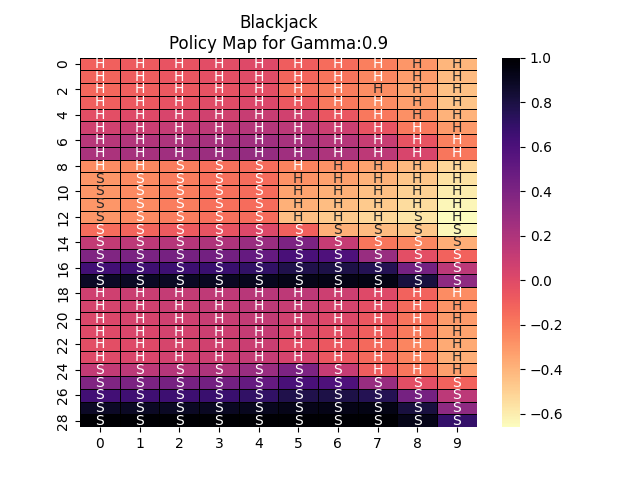 Blackjack
Policy Map for Gamma:0.9
0 H H H H H H H H H H
H H H H H H H H H H
2 H H H H H H H H H H
H H H H H H H H H H
4 H H H H H H H H H H
H H H H H H H H H H
6 H H H H H H H H H H
H H H H H H H H H H
8 H H S S S H H H H H
S S S S S H H H H H
10 S S S S S H H H H H
S S S S S H H H H H
12 S S S S S H H H S H
S S S S S S S S S S
14 S S S S S S S S S S
S S S S S S S S S S
16 S S S S S S S S S S
S S S S S S S S S S
18 H H H H H H H H H H
H H H H H H H H H H
20 H H H H H H H H H H
H H H H H H H H H H
22 H H H H H H H H H H
H H H H H H H H H H
24 S S S S S S S H H H
S S S S S S S S S S
26 S S S S S S S S S S
S S S S S S S S S S
28 S S S S S S S S S S
0 1 2 3 4 5 6 7 8 9
1.0
0.8
0.6
0.4
0.2
0.0
−0.2
−0.4
−0.6